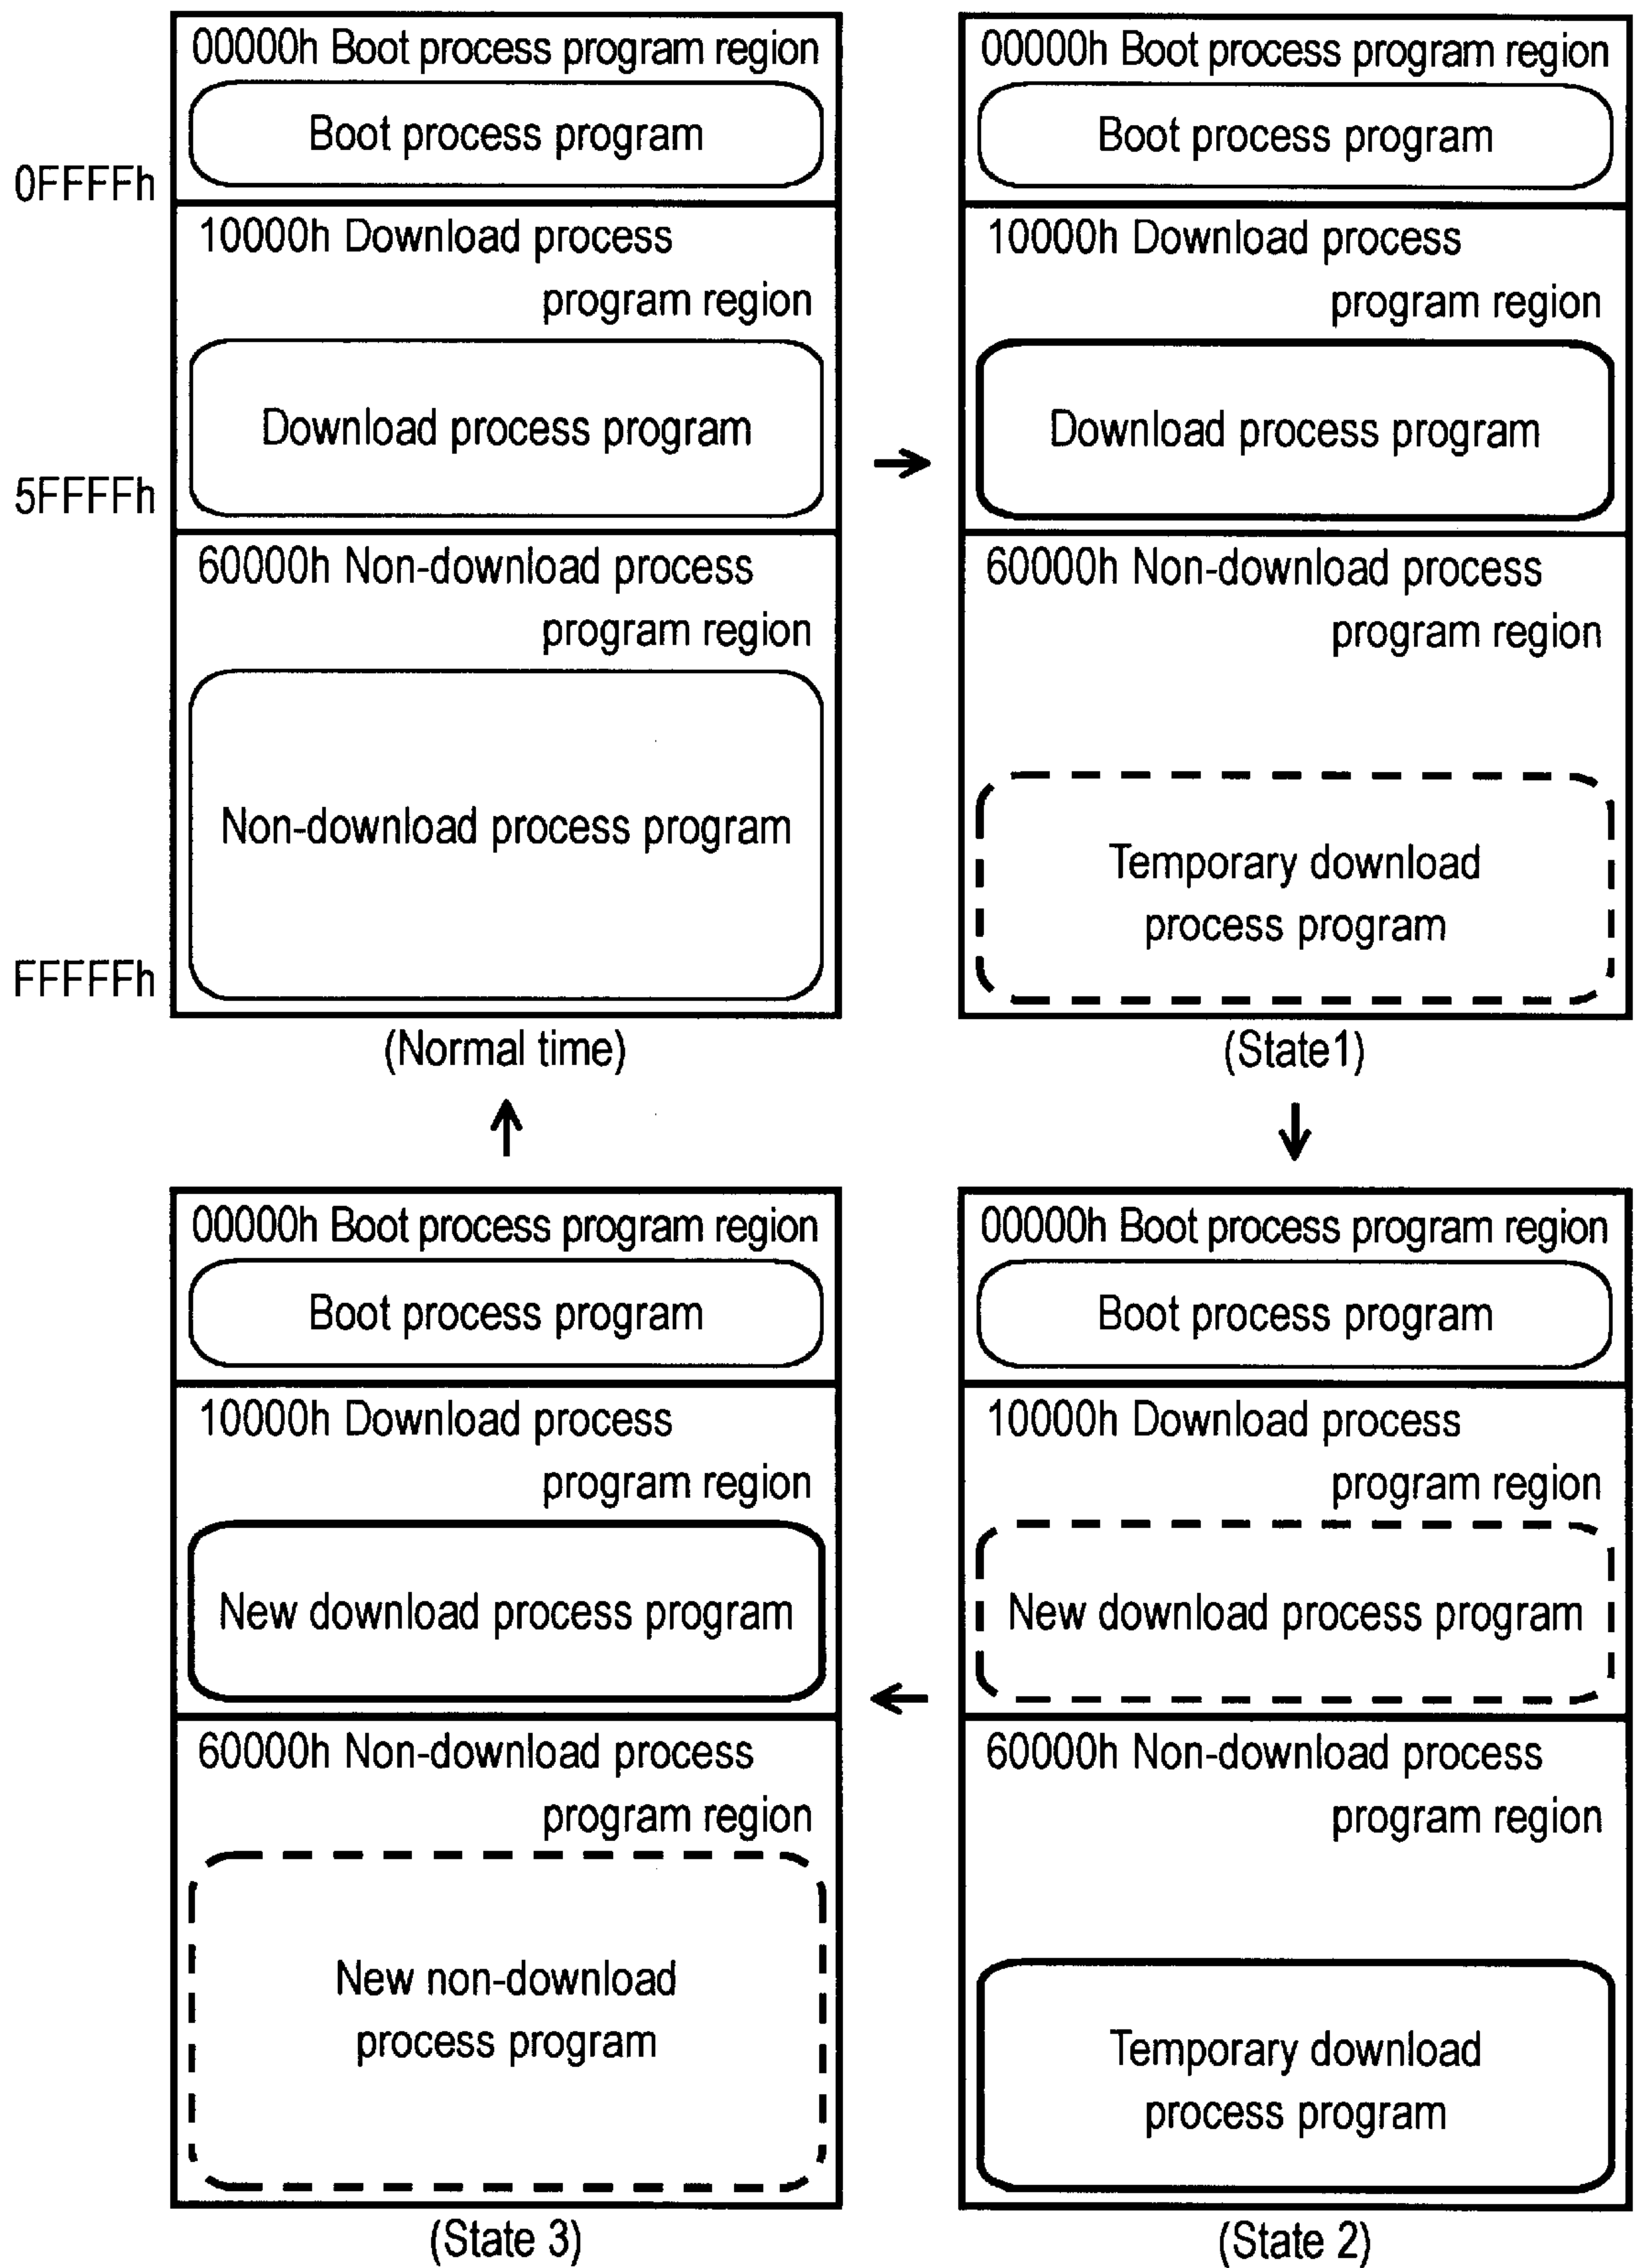 00000h Boot process program region
Boot process program
0FFFFh
10000h Download process
program region
Download process program
5FFFFh
60000h Non-download process
program region
Non-download process program
FFFFFh
(Normal time)
00000h Boot process program region
Boot process program
10000h Download process
program region
Download process program
60000h Non-download process
program region
Temporary download
process program
(State1)
00000h Boot process program region
Boot process program
10000h Download process
program region
New download process program
60000h Non-download process
program region
New non-download
process program
(State 3)
00000h Boot process program region
Boot process program
10000h Download process
program region
New download process program
60000h Non-download process
program region
Temporary download
process program
(State 2)